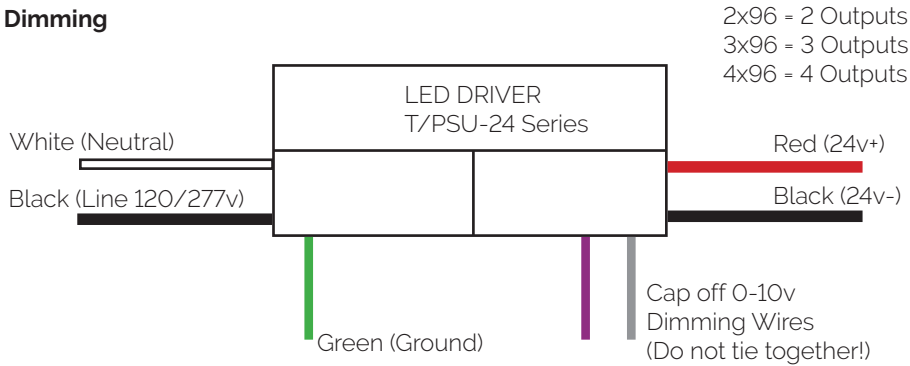 Dimming
2x96 = 2 Outputs
3x96 = 3 Outputs
4x96 = 4 Outputs
LED DRIVER
T/PSU-24 Series
White (Neutral)
Red (24v+)
Black (Line 120/277v)
Black (24v-)
Green (Ground)
Cap off 0-10v
Dimming Wires
(Do not tie together!)